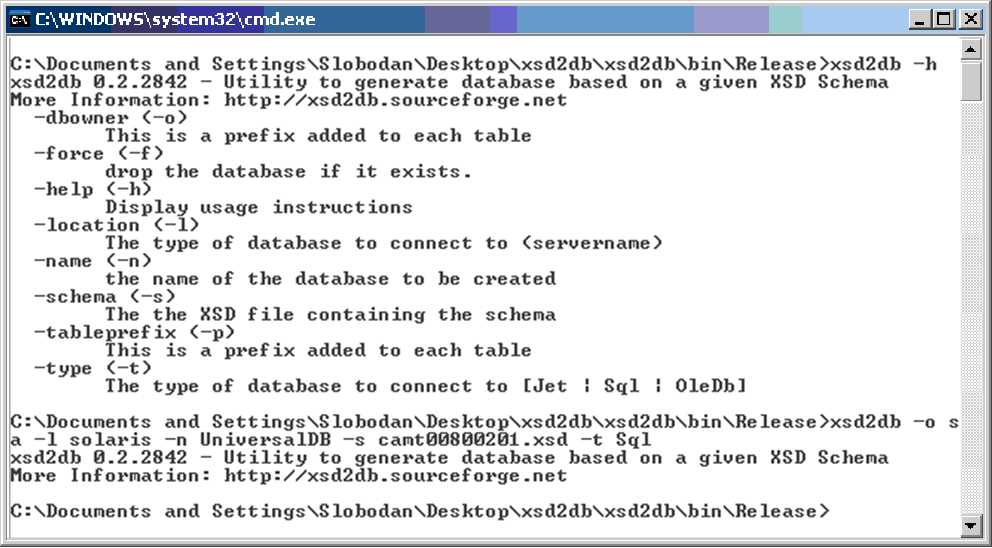 C:\WINDOWS\system32\cmd.exe
C:\Documents and Settings\Slobodan\Desktop\xsd2db\xsd2db\bin\Release>xsd2db -h
xsd2db 0.2.2842 - Utility to generate database based on a given XSD Schema
More Information: http://xsd2db.sourceforge.net
  -dbowner (-o)
        This is a prefix added to each table
  -force (-f)
        drop the database if it exists.
  -help (-h)
        Display usage instructions
  -location (-l)
        The type of database to connect to (servername)
  -name (-n)
        the name of the database to be created
  -schema (-s)
        The the XSD file containing the schema
  -tableprefix (-p)
        This is a prefix added to each table
  -type (-t)
        The type of database to connect to [Jet | Sql | OleDb]
C:\Documents and Settings\Slobodan\Desktop\xsd2db\xsd2db\bin\Release>xsd2db -o s
a -l solaris -n UniversalDB -s camt00800201.xsd -t Sql
xsd2db 0.2.2842 - Utility to generate database based on a given XSD Schema
More Information: http://xsd2db.sourceforge.net
C:\Documents and Settings\Slobodan\Desktop\xsd2db\xsd2db\bin\Release>